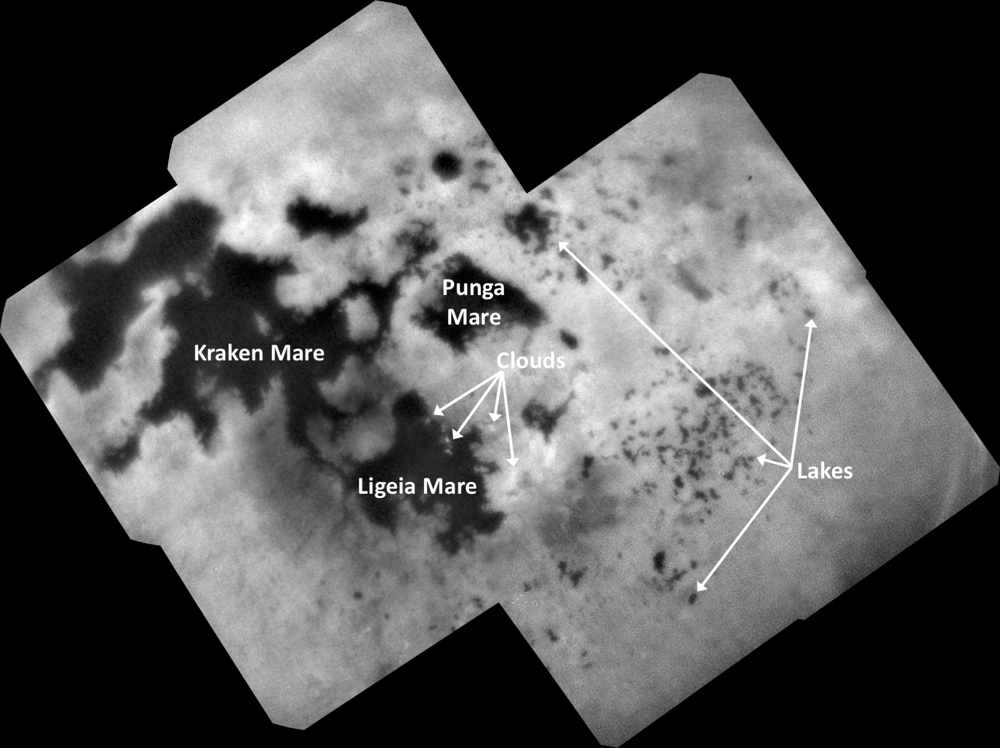 Punga
Mare
Kraken Mare
Clouds
Ligeia Mare
Lakes